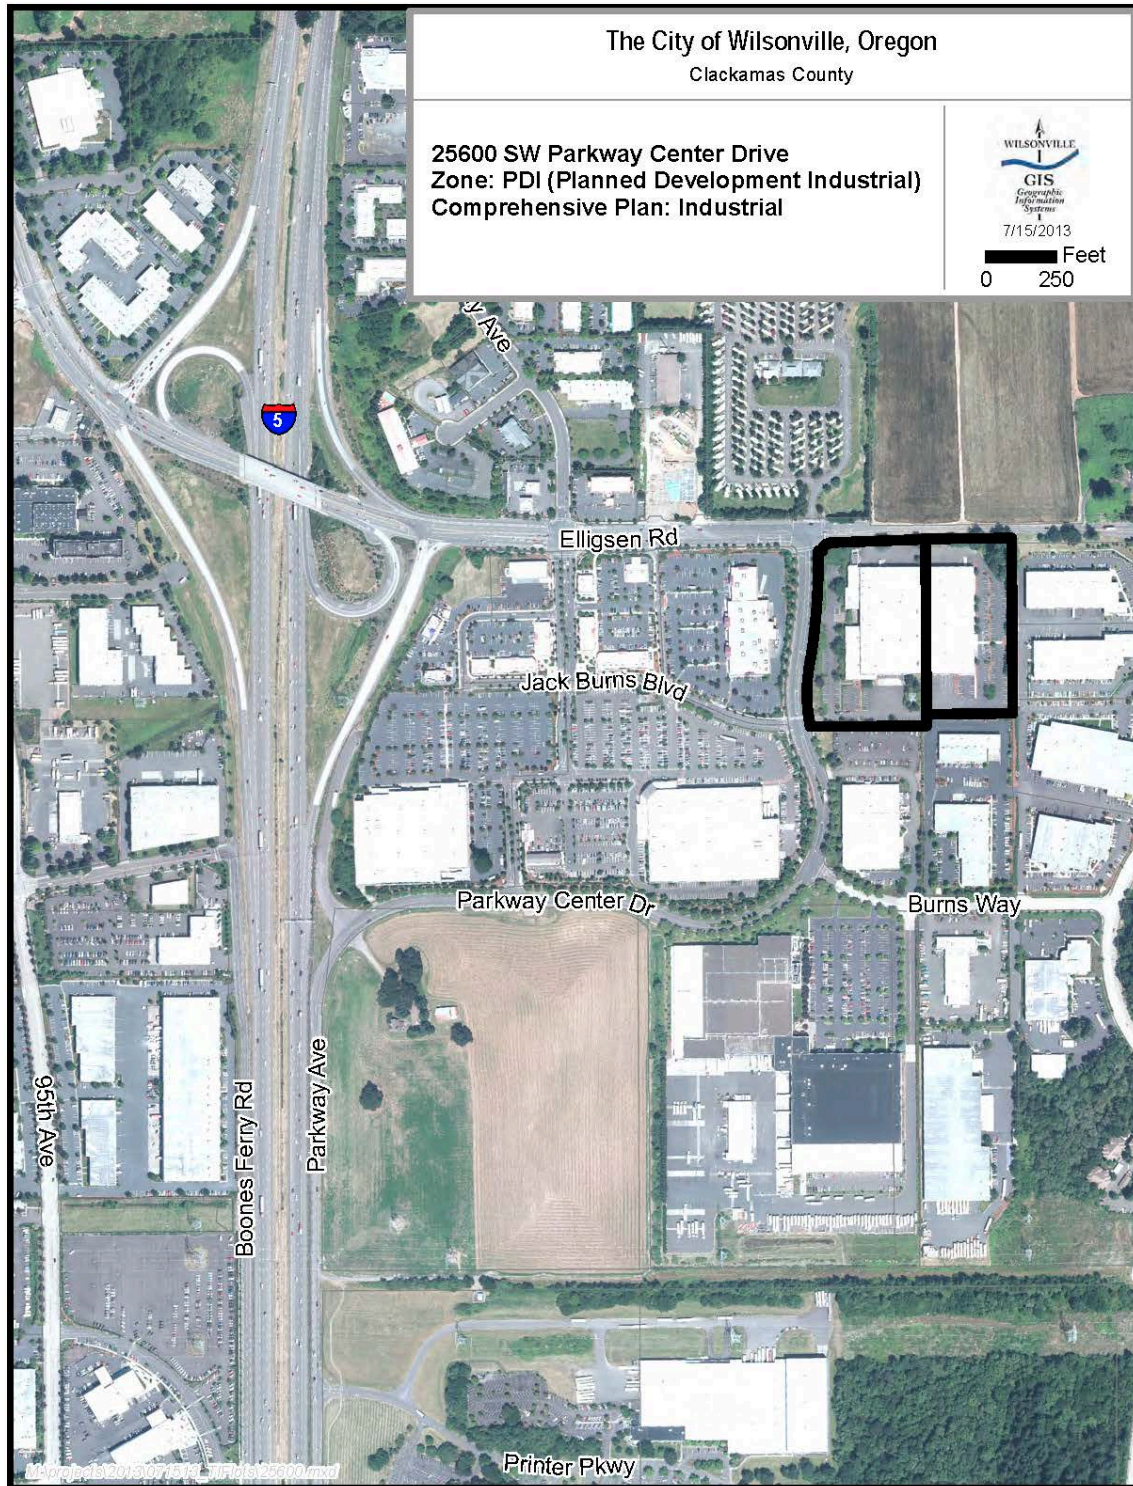 The City of Wilsonville, Oregon
Clackamas County
25600 SW Parkway Center Drive
Zone: PDI (Planned Development Industrial)
Comprehensive Plan: Industrial
WILSONVILLE
GIS
Geographic
Information
Systems
7/15/2013
Feet
0 250
y Ave
5
Elligsen Rd
Jack Burns Blvd
Parkway Center Dr
Burns Way
95th Ave
Boones Ferry Rd
Parkway Ave
Printer Pkwy